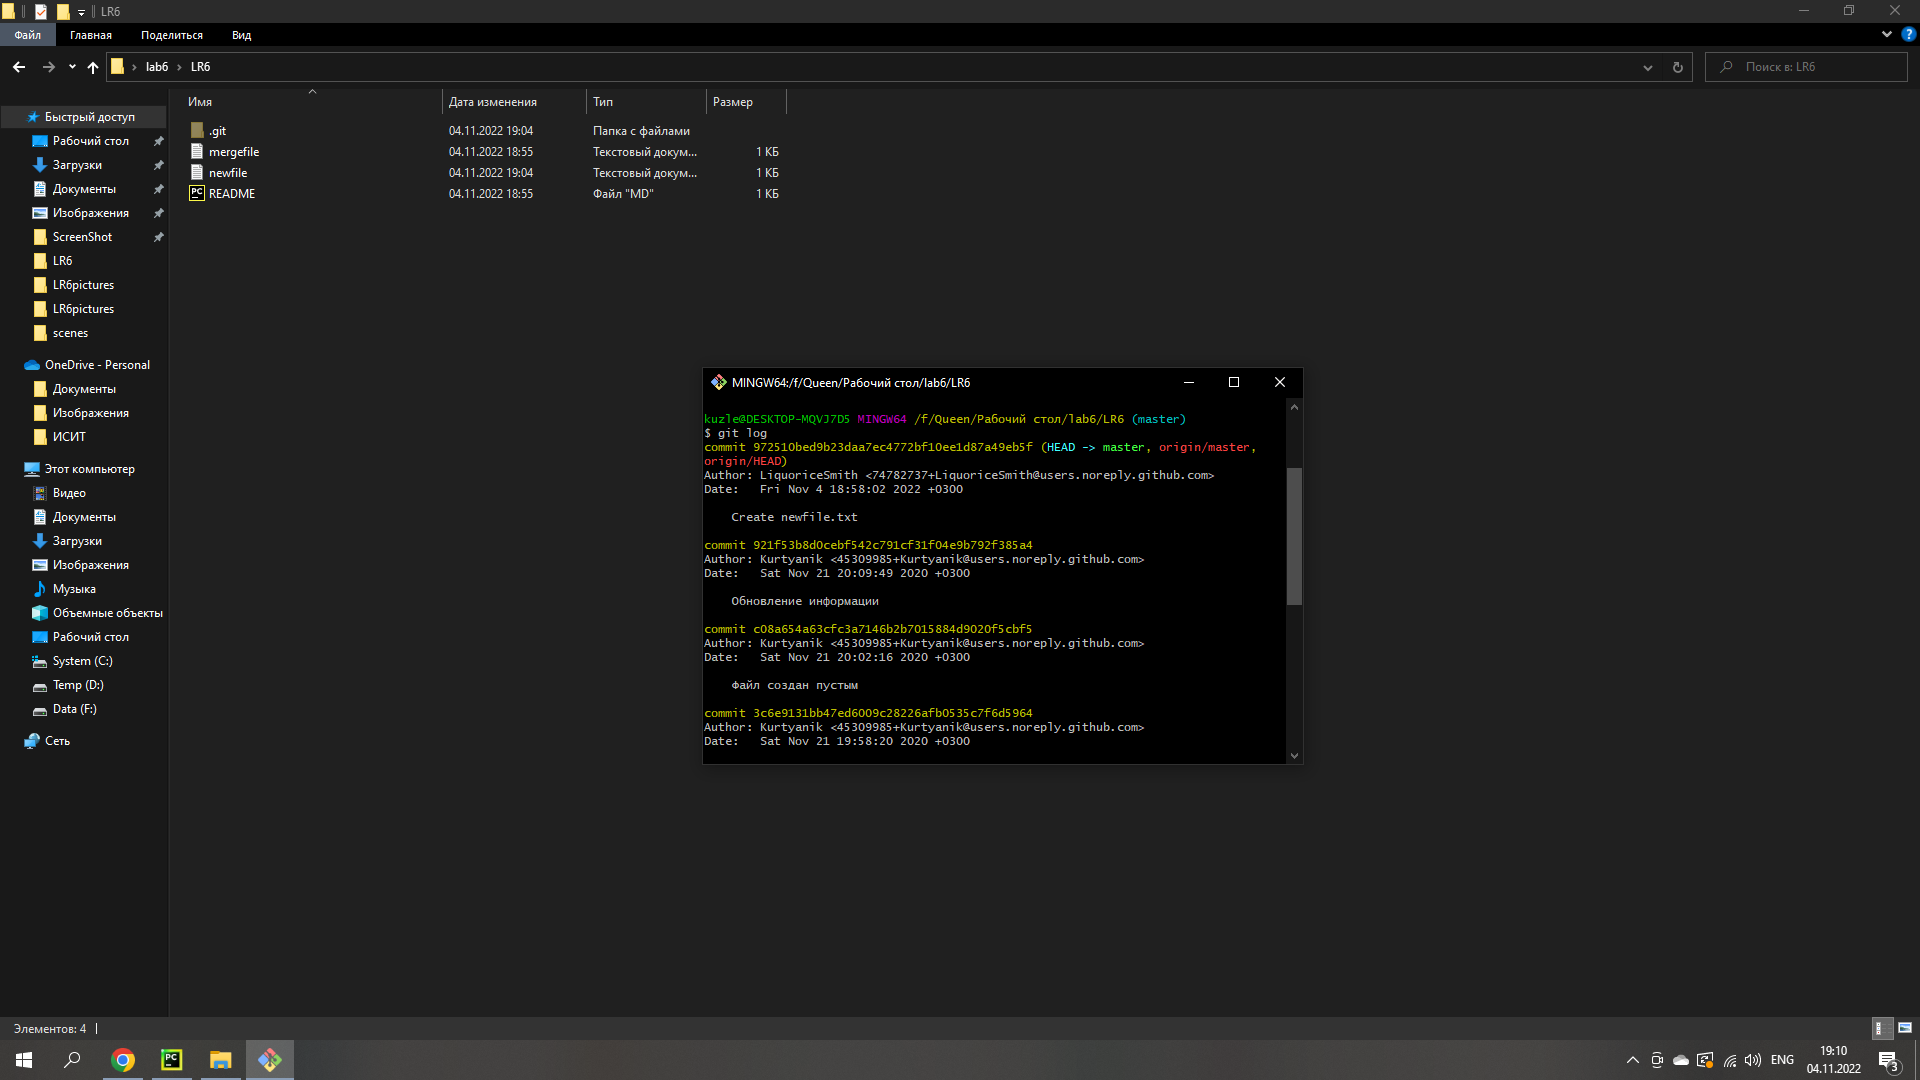 LR6
Файл Главная Поделиться Вид
lab6 LR6
Поиск в: LR6
Имя Дата изменения Тип Размер
.git 04.11.2022 19:04 Папка с файлами
mergefile 04.11.2022 18:55 Текстовый докум... 1 КБ
newfile 04.11.2022 19:04 Текстовый докум... 1 КБ
README 04.11.2022 18:55 Файл "MD" 1 КБ
Быстрый доступ
Рабочий стол
Загрузки
Документы
Изображения
ScreenShot
LR6
LR6pictures
LR6pictures
scenes
OneDrive - Personal
Документы
Изображения
ИСИТ
Этот компьютер
Видео
Документы
Загрузки
Изображения
Музыка
Объемные объекты
Рабочий стол
System (C:)
Temp (D:)
Data (F:)
Сеть
MINGW64:/f/Queen/Рабочий стол/lab6/LR6
kuzle@DESKTOP-MQVJ7D5 MINGW64 /f/Queen/Рабочий стол/lab6/LR6 (master)
$ git log
commit 972510bed9b23daa7ec4772bf10ee1d87a49eb5f (HEAD -> master, origin/master,
origin/HEAD)
Author: LiquoriceSmith <74782737+LiquoriceSmith@users.noreply.github.com>
Date: Fri Nov 4 18:58:02 2022 +0300
Create newfile.txt
commit 921f53b8d0cebf542c791cf31f04e9b792f385a4
Author: Kurtyanik <45309985+Kurtyanik@users.noreply.github.com>
Date: Sat Nov 21 20:09:49 2020 +0300
Обновление информации
commit c08a654a63cfc3a7146b2b7015884d9020f5cbf5
Author: Kurtyanik <45309985+Kurtyanik@users.noreply.github.com>
Date: Sat Nov 21 20:02:16 2020 +0300
Файл создан пустым
commit 3c6e9131bb47ed6009c28226afb0535c7f6d5964
Author: Kurtyanik <45309985+Kurtyanik@users.noreply.github.com>
Date: Sat Nov 21 19:58:20 2020 +0300
Элементов: 4
ENG
19:10
04.11.2022
3